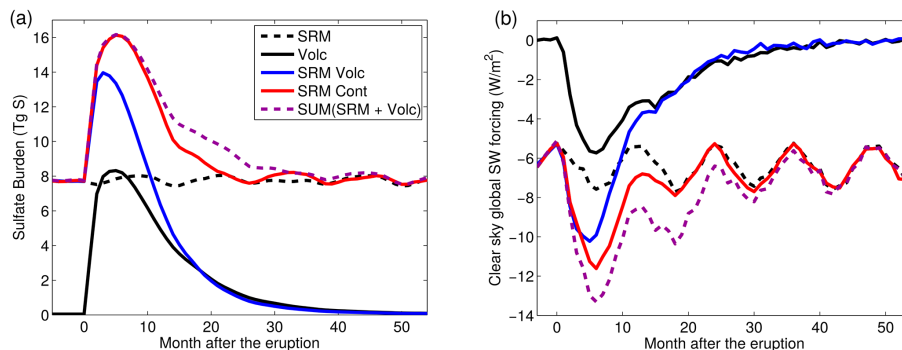 (a)
Sulfate Burden (Tg S)
16
14
12
10
8
6
4
2
0
SRM
Volc
SRM Volc
SRM Cont
SUM(SRM + Volc)
0 10 20 30 40 50
Month after the eruption
(b)
Clear sky global SW forcing (W/m²)
0
−2
−4
−6
−8
−10
−12
−14
0 10 20 30 40 50
Month after the eruption